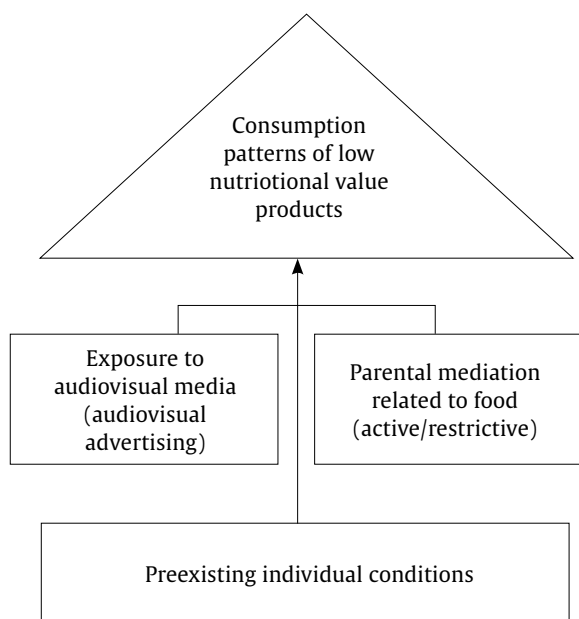 Consumption
patterns of low
nutriotional value
products
Exposure to
audiovisual media
(audiovisual
advertising)
Parental mediation
related to food
(active/restrictive)
Preexisting individual conditions